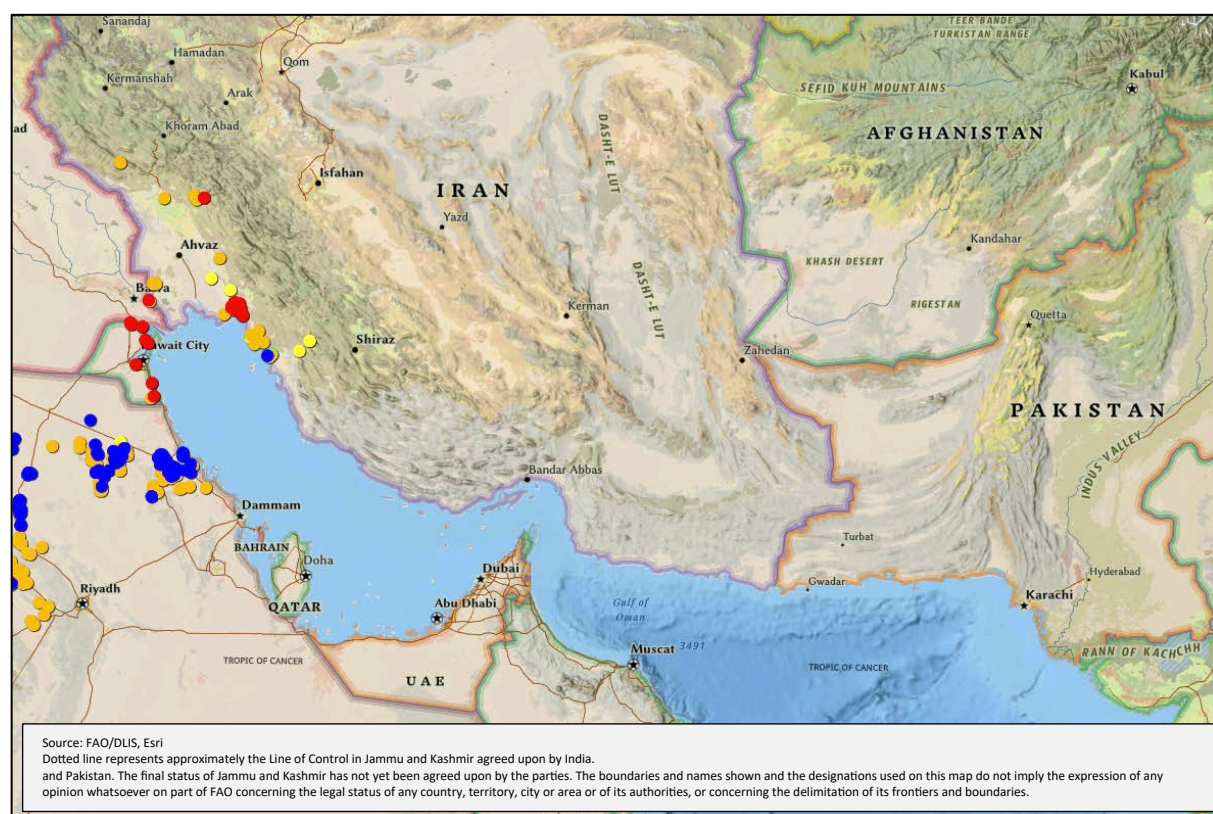 Sanandaj
TEER BANDE
TURKISTAN RANGE
Hamadan
Qom
Kabul
Kermanshah
SEFID KUH MOUNTAINS
Arak
ad
Khoram Abad
AFGHANISTAN
DASHT-E LUT
Isfahan
IRAN
Yazd
Kandahar
Ahvaz
KHASH DESERT
DASHT-E LUT
Basra
Kerman
RIGESTAN
Quetta
Kuwait City
Shiraz
Zahedan
PAKISTAN
INDUS VALLEY
Bandar Abbas
Dammam
Turbat
BAHRAIN
Doha
Dubai
Hyderabad
Riyadh
Gwadar
Karachi
QATAR
Abu Dhabi
Gulf of
Oman
Muscat
3491
RANN OF KACHCHH
TROPIC OF CANCER
TROPIC OF CANCER
UAE
Source: FAO/DLIS, Esri
Dotted line represents approximately the Line of Control in Jammu and Kashmir agreed upon by India.
and Pakistan. The final status of Jammu and Kashmir has not yet been agreed upon by the parties. The boundaries and names shown and the designations used on this map do not imply the expression of any
opinion whatsoever on part of FAO concerning the legal status of any country, territory, city or area or of its authorities, or concerning the delimitation of its frontiers and boundaries.